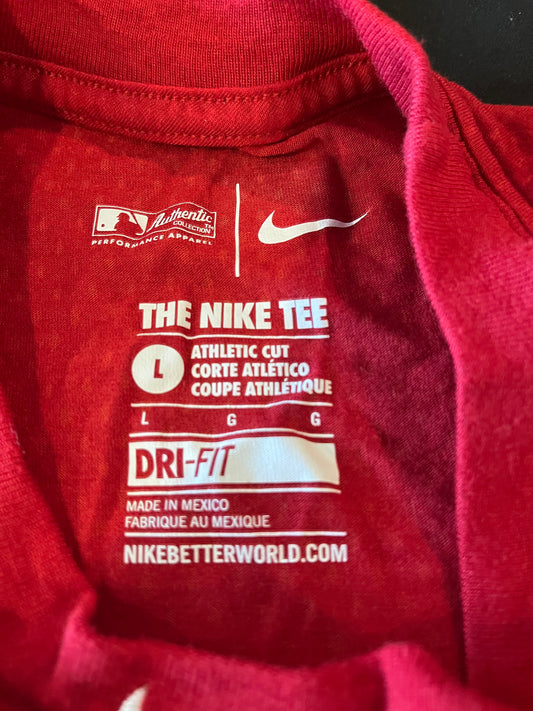 Authentic
COLLECTION
PERFORMANCE APPAREL
THE NIKE TEE
L
ATHLETIC CUT
CORTE ATLÉTICO
COUPE ATHLÉTIQUE
L G G
DRI-FIT
MADE IN MEXICO
FABRIQUE AU MEXIQUE
NIKEBETTERWORLD.COM